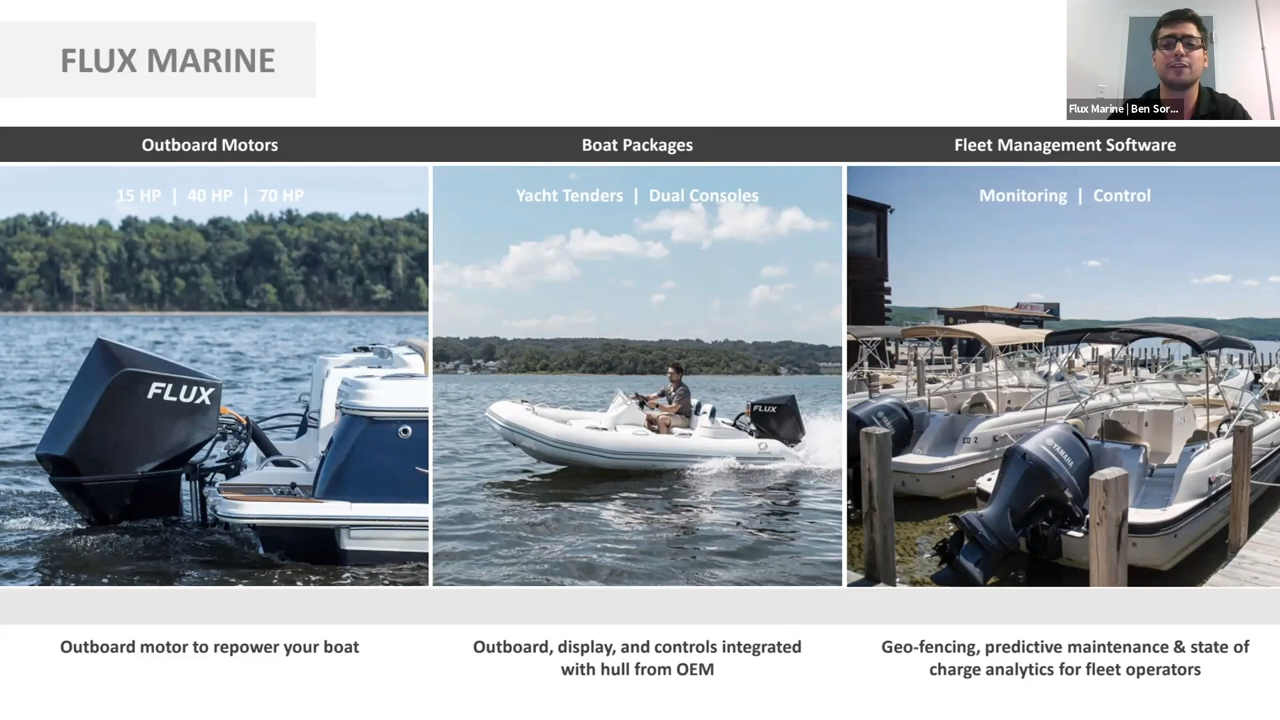 FLUX MARINE
Flux Marine | Ben Sor...
Outboard Motors
Boat Packages
Fleet Management Software
15 HP | 40 HP | 70 HP
Yacht Tenders | Dual Consoles
Monitoring | Control
FLUX
FLUX
YAMAHA
CD 2
Outboard motor to repower your boat
Outboard, display, and controls integrated
with hull from OEM
Geo-fencing, predictive maintenance & state of
charge analytics for fleet operators